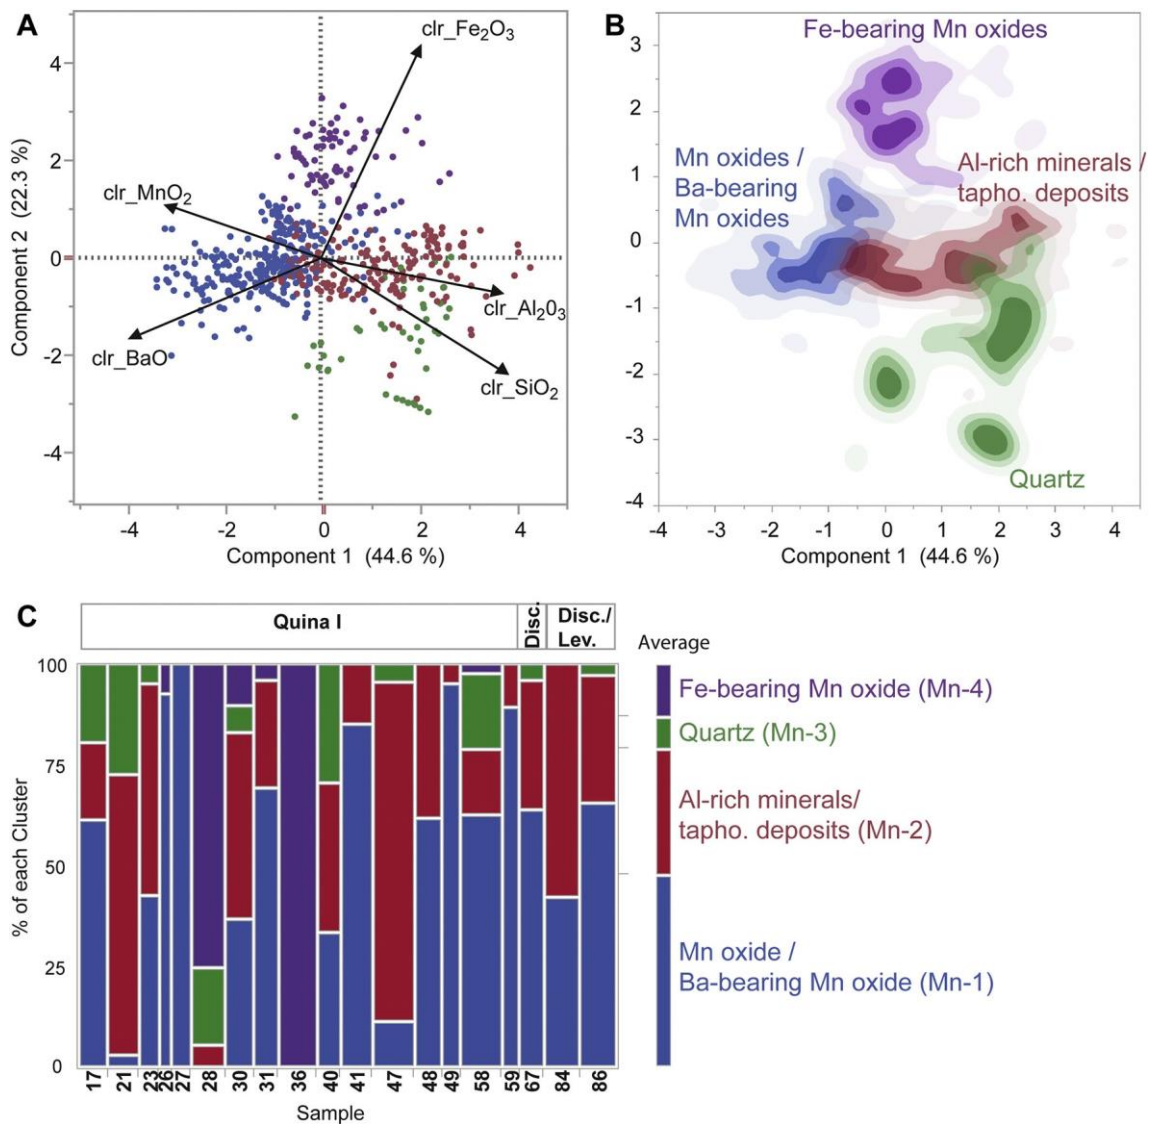 A
clr_Fe2O3
4
2
clr_MnO2
0
clr_Al2O3
-2
clr_BaO
clr_SiO2
-4
Component 2 (22.3 %)
-4 -2 0 2 4
Component 1 (44.6 %)
B
Fe-bearing Mn oxides
3
2
Mn oxides /
Ba-bearing
Mn oxides
Al-rich minerals /
tapho. deposits
1
0
-1
-2
-3
Quartz
-4
-4 -3 -2 -1 0 1 2 3 4
Component 1 (44.6 %)
C
Quina I
Disc.
Disc./
Lev.
Average
100
75
50
25
0
% of each Cluster
17 21 23 26 27 28 30 31 36 40 41 47 48 49 58 59 67 84 86
Sample
Fe-bearing Mn oxide (Mn-4)
Quartz (Mn-3)
Al-rich minerals/
tapho. deposits (Mn-2)
Mn oxide /
Ba-bearing Mn oxide (Mn-1)